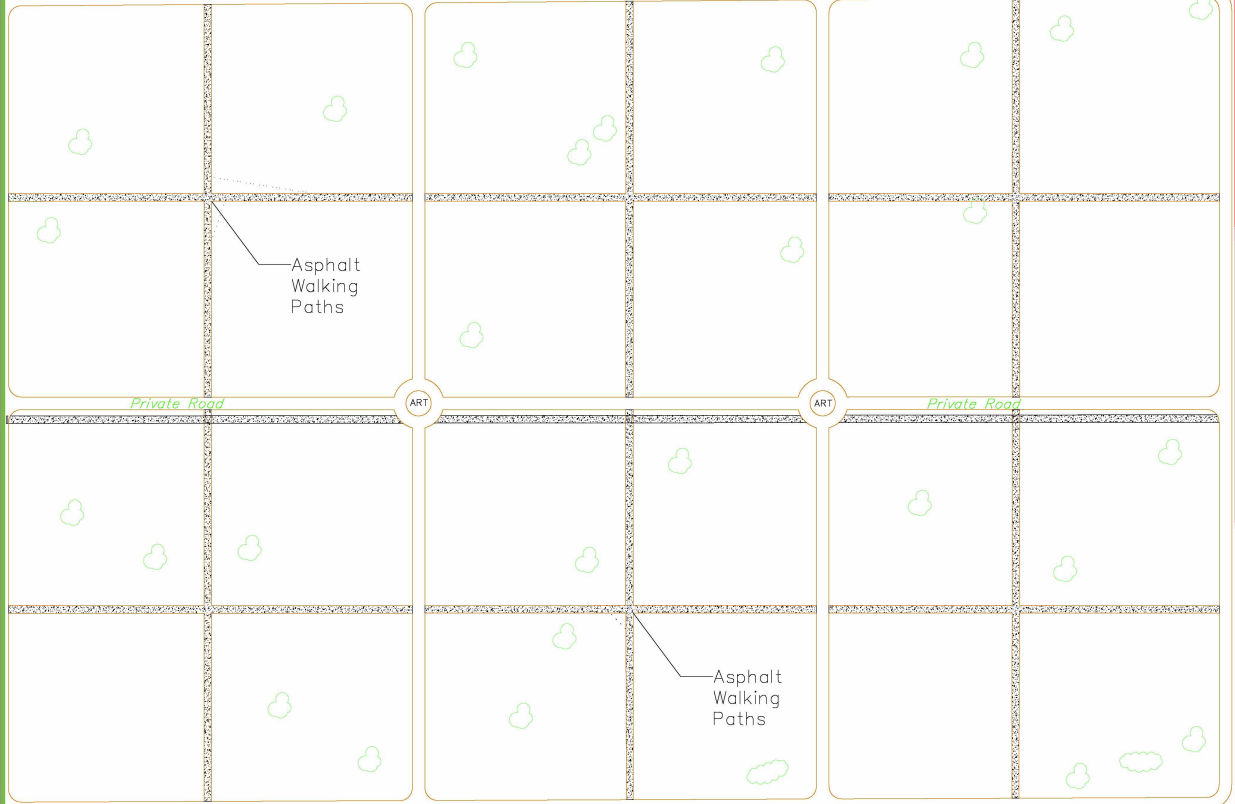 Asphalt
Walking
Paths
Private Road
ART
ART
Private Road
Asphalt
Walking
Paths